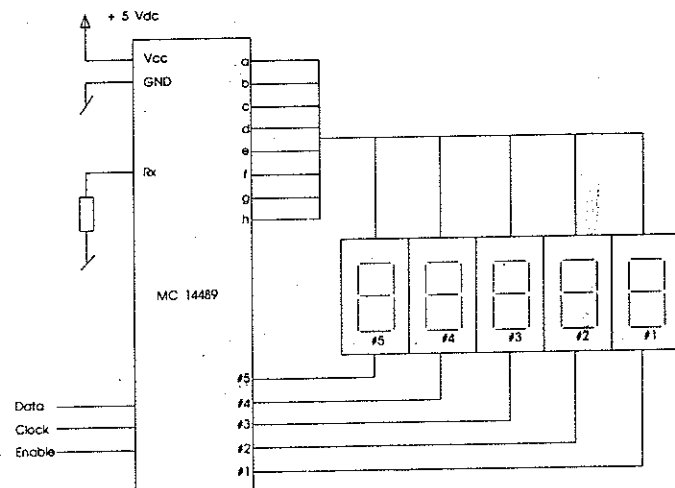 + 5 Vdc
Vcc
GND
Rx
a
b
c
d
e
f
g
h
MC 14489
#5 #4 #3 #2 #1
#5
#4
#3
#2
#1
Data
Clock
Enable